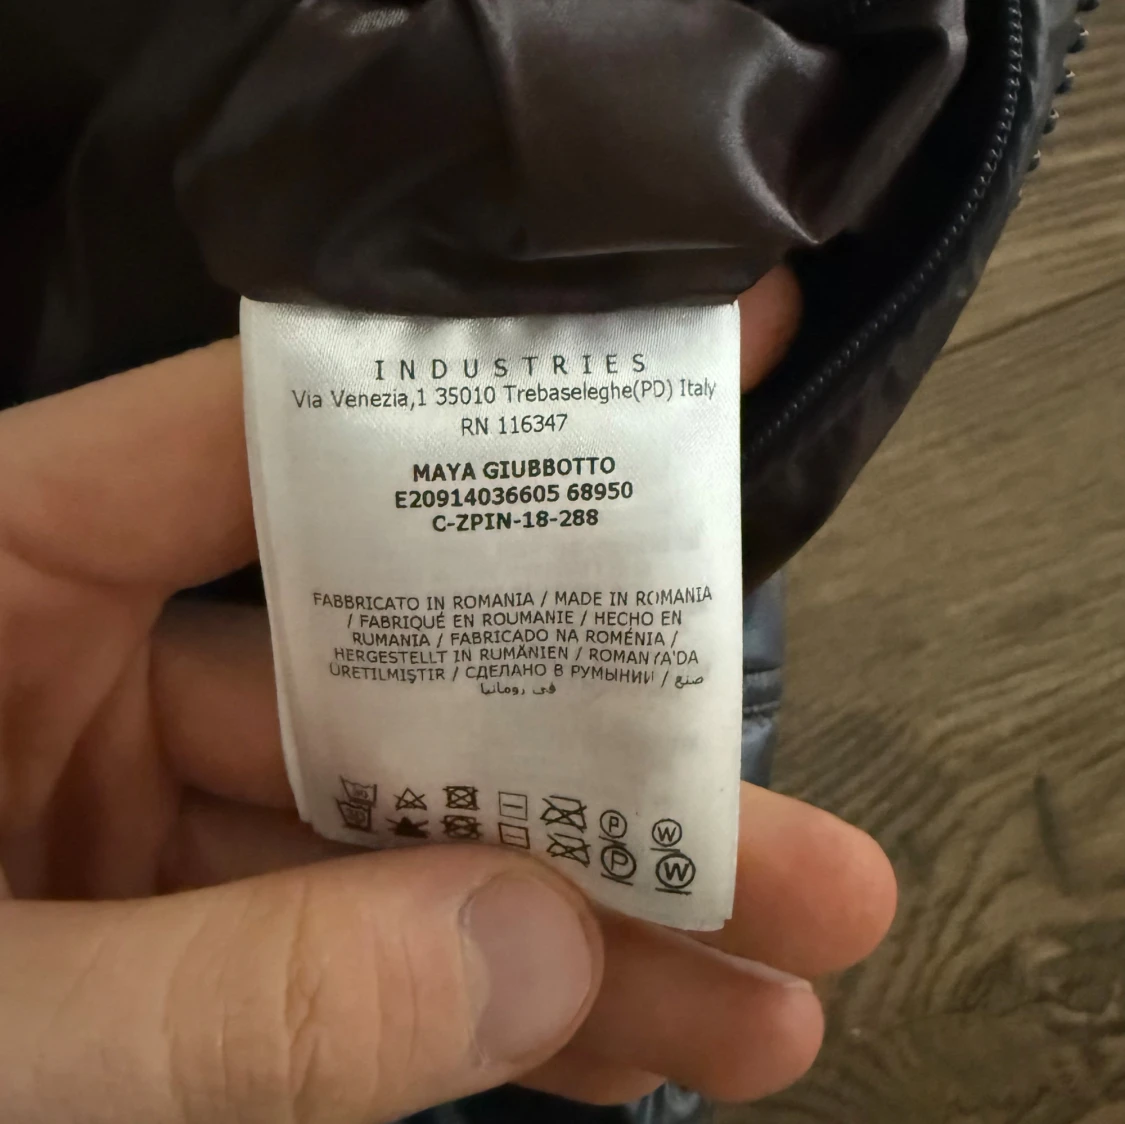 INDUSTRIES
Via Venezia,1 35010 Trebaseleghe(PD) Italy
RN 116347
MAYA GIUBBOTTO
E20914036605 68950
C-ZPIN-18-288
FABBRICATO IN ROMANIA / MADE IN ROMANIA
/ FABRIQUÉ EN ROUMANIE / HECHO EN
RUMANIA / FABRICADO NA ROMÉNIA /
HERGESTELLT IN RUMÄNIEN / ROMANYA'DA
ÜRETILMIŞTIR / СДЕЛАНО В РУМЫНИИ / صنع
فى رومانيا
P W
P W